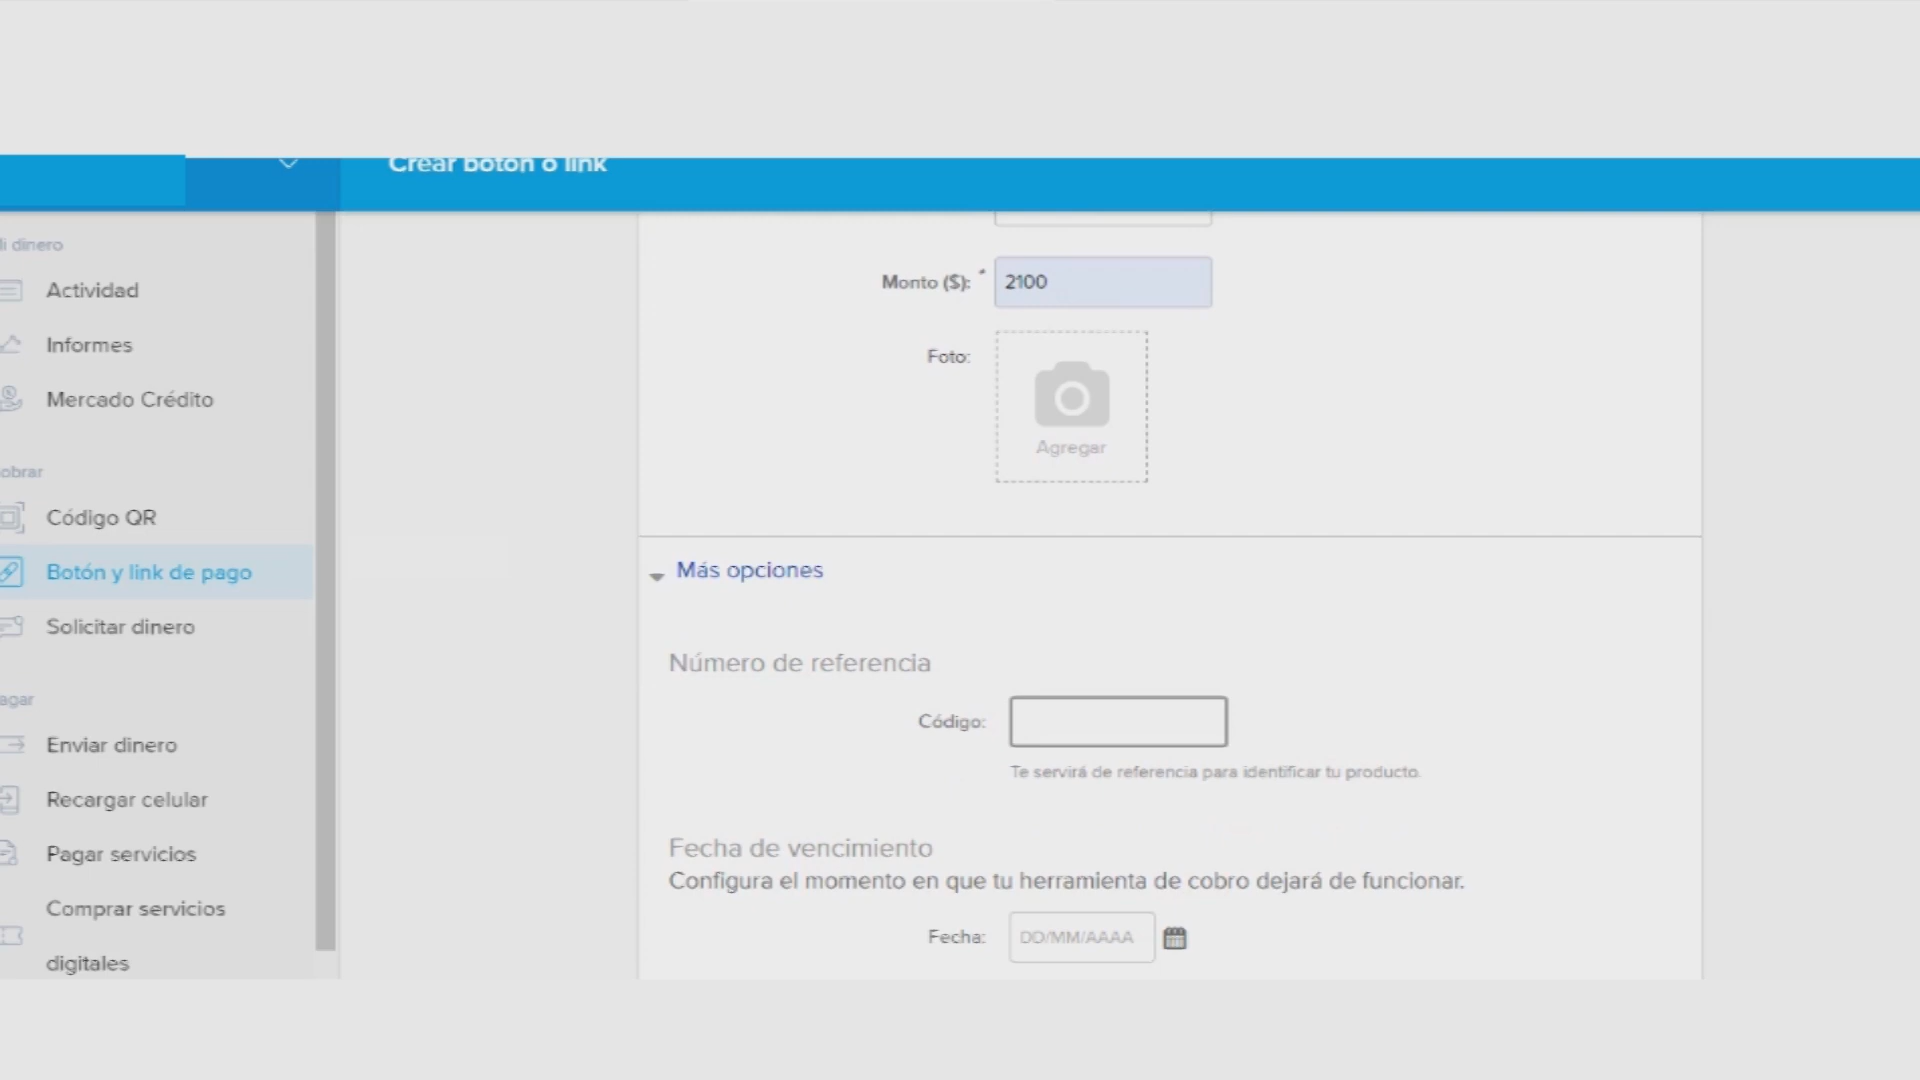 Crear botón o link
i dinero
Actividad
Informes
Mercado Crédito
obrar
Código QR
Botón y link de pago
Solicitar dinero
agar
Enviar dinero
Recargar celular
Pagar servicios
Comprar servicios
digitales
Monto ($): * 2100
Foto:
Agregar
Más opciones
Número de referencia
Código:
Te servirá de referencia para identificar tu producto.
Fecha de vencimiento
Configura el momento en que tu herramienta de cobro dejará de funcionar.
Fecha: DD/MM/AAAA